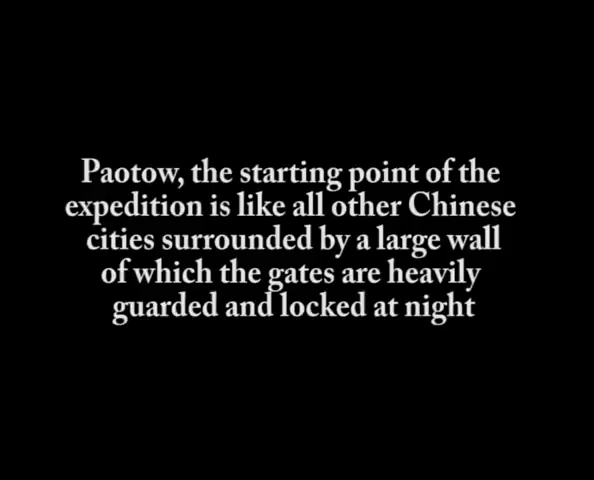 Paotow, the starting point of the
expedition is like all other Chinese
cities surrounded by a large wall
of which the gates are heavily
guarded and locked at night